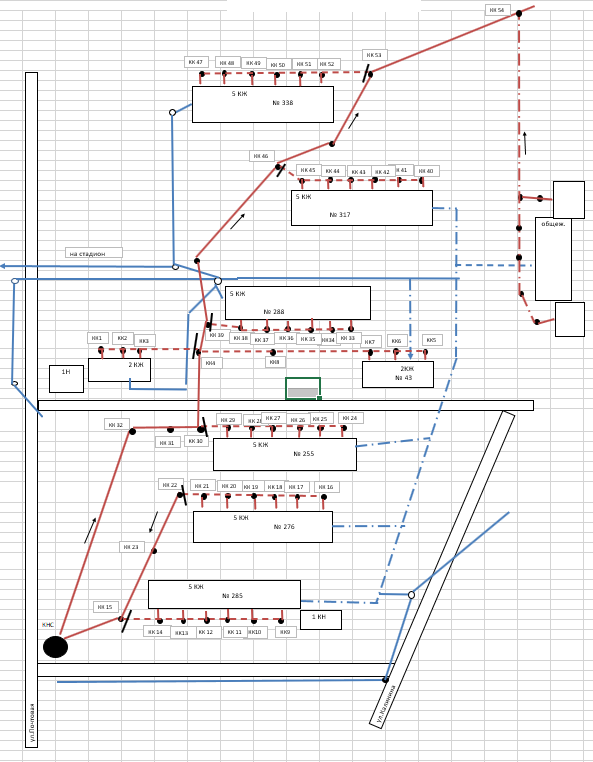 КК 54
КК 53
КК 47 КК 48 КК 49 КК 50 КК 51 КК 52
5 КЖ
№ 338
КК 46
КК 45 КК 44 КК 43 КК 42 К 41 КК 40
5 КЖ
№ 317
общеж.
на стадион
5 КЖ
№ 288
КК 39 КК 38 КК 37 КК 36 КК 35 КК34 КК 33
КК1 КК2 КК3
КК7 КК6 КК5
КК4 КК8
1Н
2 КЖ
2КЖ
№ 43
КК 32 КК 31 КК 30 КК 29 КК 28 КК 27 КК 26 КК 25 КК 24
5 КЖ
№ 255
КК 22 КК 21 КК 20 КК 19 КК 18 КК 17 КК 16
5 КЖ
№ 276
КК 23
5 КЖ
№ 285
КК 15
1 КН
КНС
КК 14 КК13 КК 12 КК 11 КК10 КК9
ул.Почтовая
ул.Калинина